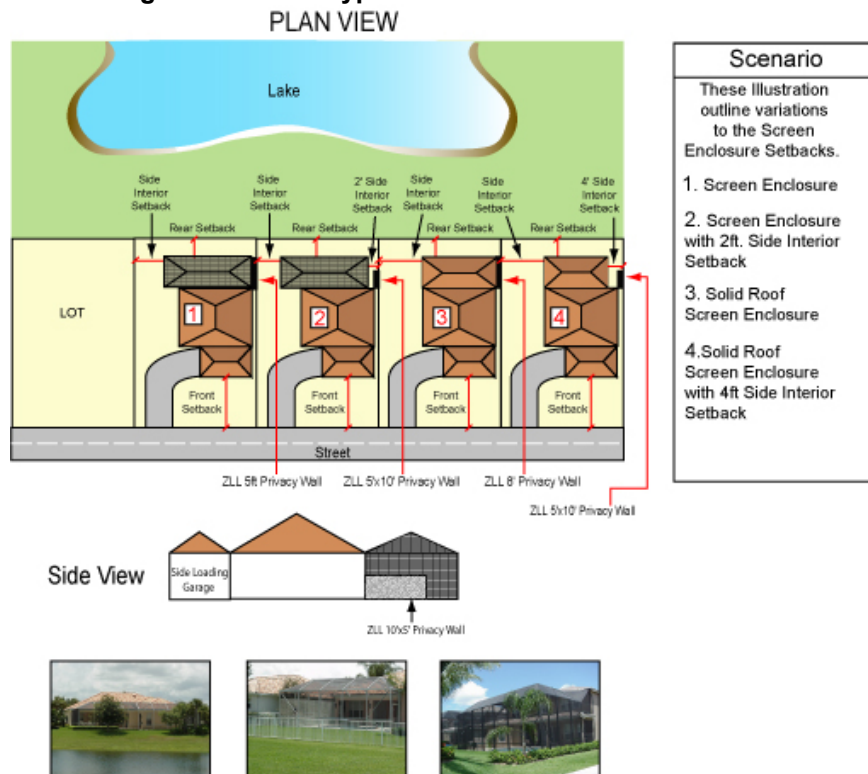 PLAN VIEW
Lake
Side
Interior
Setback
Side
Interior
Setback
2' Side
Interior
Setback
Side
Interior
Setback
Side
Interior
Setback
4' Side
Interior
Setback
Rear Setback
Rear Setback
Rear Setback
Rear Setback
LOT
1
2
3
4
Front
Setback
Front
Setback
Front
Setback
Front
Setback
Street
ZLL 5ft Privacy Wall
ZLL 5'x10' Privacy Wall
ZLL 8' Privacy Wall
ZLL 5'x10' Privacy Wall
Scenario
These Illustration
outline variations
to the Screen
Enclosure Setbacks.
1. Screen Enclosure
2. Screen Enclosure
with 2ft. Side Interior
Setback
3. Solid Roof
Screen Enclosure
4.Solid Roof
Screen Enclosure
with 4ft Side Interior
Setback
Side View
Side Loading
Garage
ZLL 10'x5' Privacy Wall